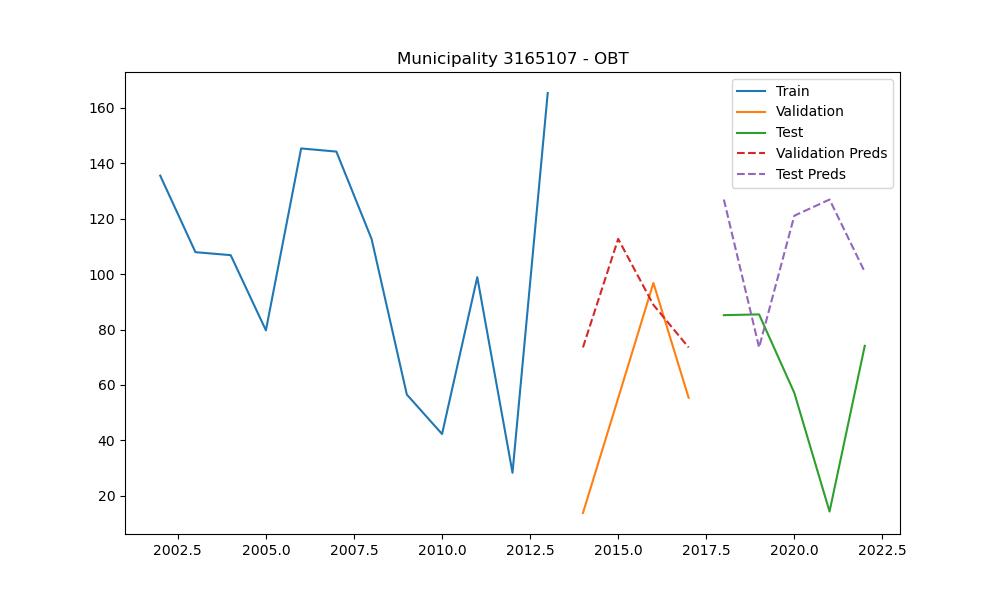 Municipality 3165107 - OBT
Train
Validation
Test
Validation Preds
Test Preds
160
140
120
100
80
60
40
20
2002.5 2005.0 2007.5 2010.0 2012.5 2015.0 2017.5 2020.0 2022.5